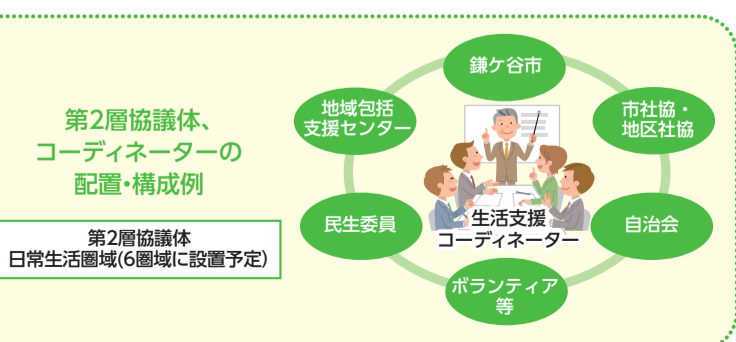 第2層協議体、
コーディネーターの
配置・構成例
第2層協議体
日常生活圏域(6圏域に設置予定)
鎌ケ谷市
地域包括
支援センター
市社協・
地区社協
民生委員
生活支援
コーディネーター
自治会
ボランティア
等